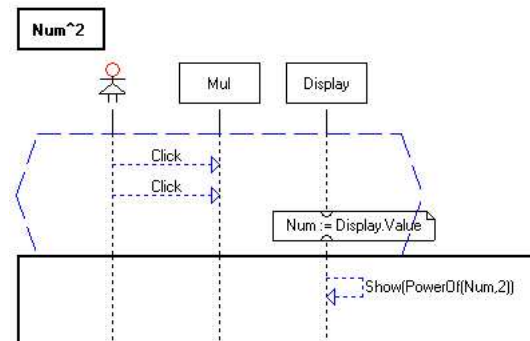 Num^2
Mul
Display
Click
Click
Num := Display.Value
Show(PowerOf(Num,2))